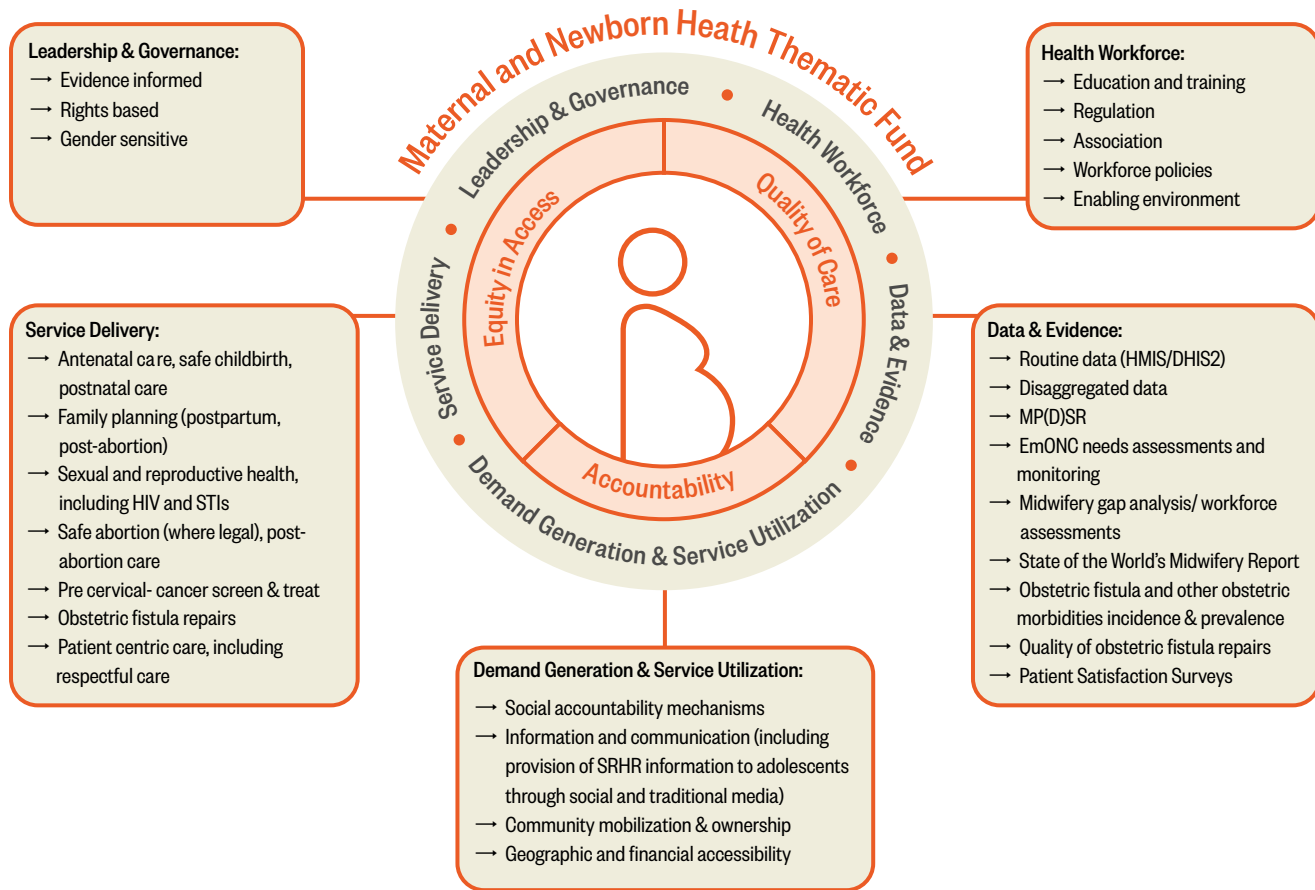 Maternal and Newborn Heath Thematic Fund
Leadership & Governance:
→ Evidence informed
→ Rights based
→ Gender sensitive
Health Workforce:
→ Education and training
→ Regulation
→ Association
→ Workforce policies
→ Enabling environment
Leadership & Governance
Health Workforce
Data & Evidence
Demand Generation & Service Utilization
Service Delivery
Equity in Access
Quality of Care
Accountability
Service Delivery:
→ Antenatal care, safe childbirth,
postnatal care
→ Family planning (postpartum,
post-abortion)
→ Sexual and reproductive health,
including HIV and STIs
→ Safe abortion (where legal), post-
abortion care
→ Pre cervical- cancer screen & treat
→ Obstetric fistula repairs
→ Patient centric care, including
respectful care
Data & Evidence:
→ Routine data (HMIS/DHIS2)
→ Disaggregated data
→ MP(D)SR
→ EmONC needs assessments and
monitoring
→ Midwifery gap analysis/ workforce
assessments
→ State of the World's Midwifery Report
→ Obstetric fistula and other obstetric
morbidities incidence & prevalence
→ Quality of obstetric fistula repairs
→ Patient Satisfaction Surveys
Demand Generation & Service Utilization:
→ Social accountability mechanisms
→ Information and communication (including
provision of SRHR information to adolescents
through social and traditional media)
→ Community mobilization & ownership
→ Geographic and financial accessibility